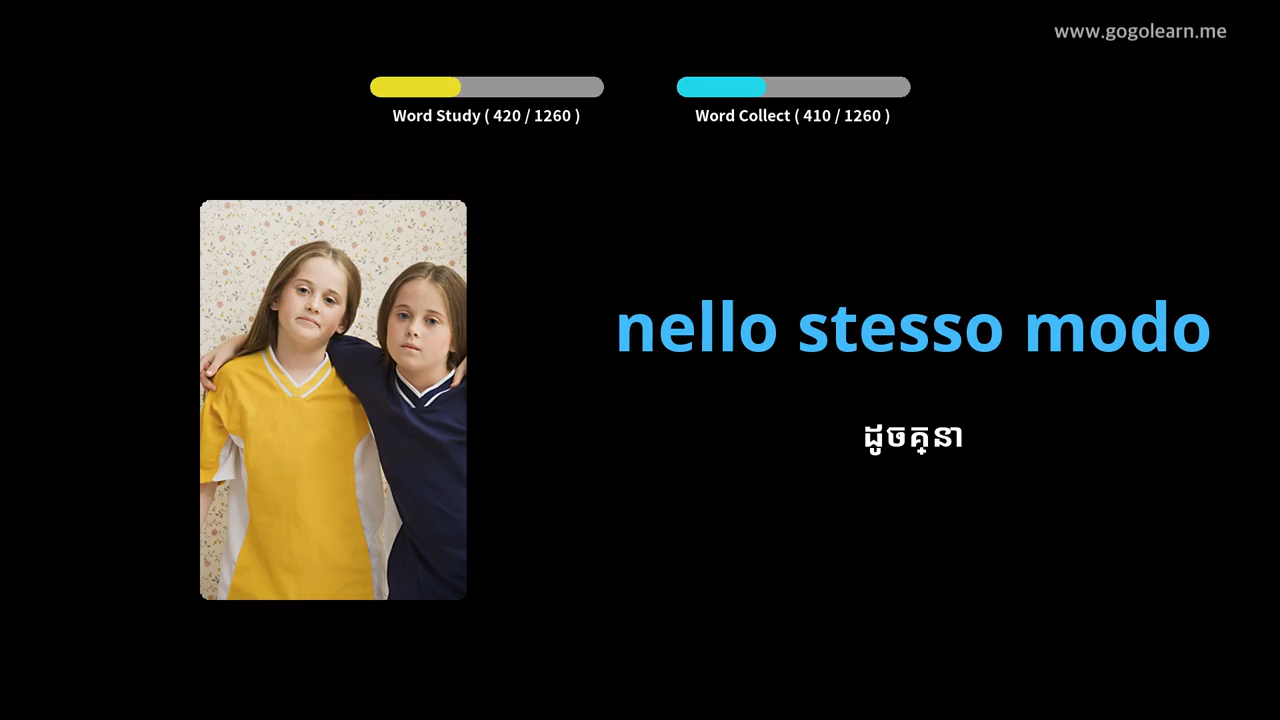 www.gogolearn.me
Word Study ( 420 / 1260 )
Word Collect ( 410 / 1260 )
nello stesso modo
ដូចគ្នា